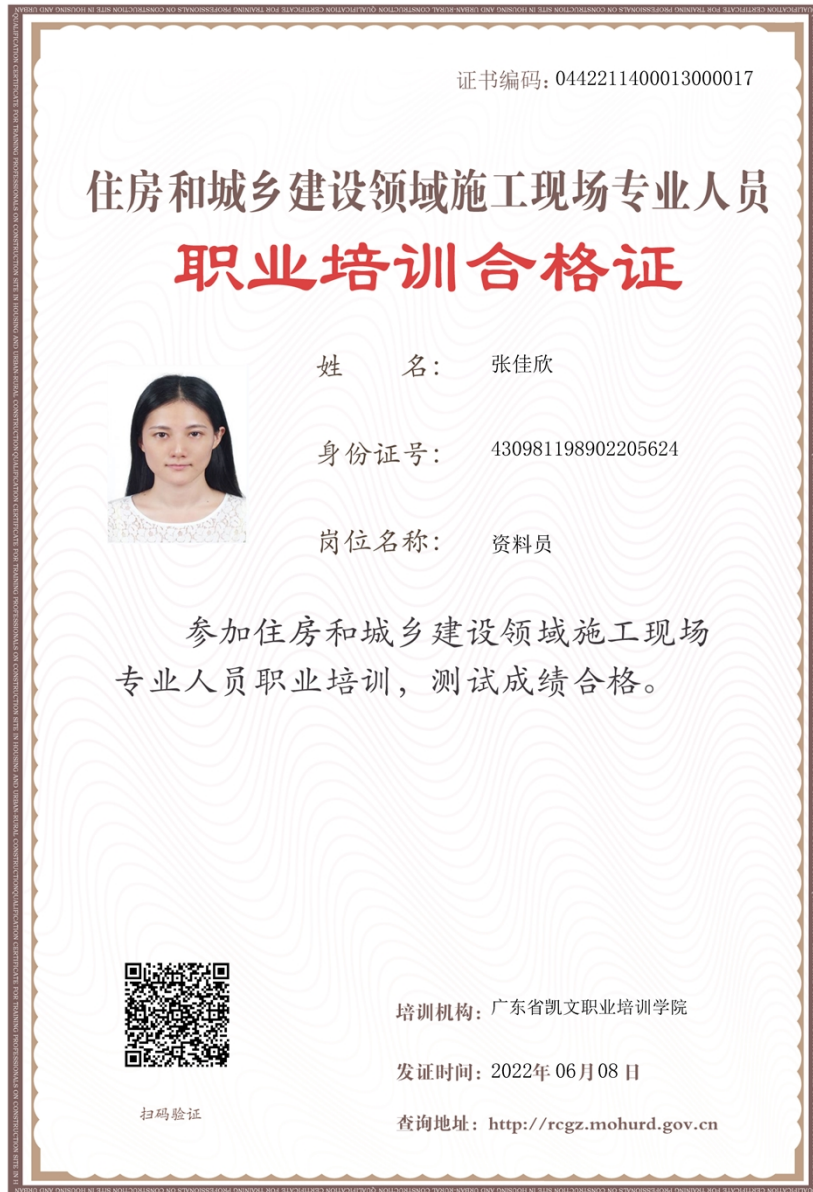 证书编码：0442211400013000017
住房和城乡建设领域施工现场专业人员
职业培训合格证
姓 名： 张佳欣
身份证号： 430981198902205624
岗位名称： 资料员
参加住房和城乡建设领域施工现场
专业人员职业培训，测试成绩合格。
培训机构：广东省凯文职业培训学院
发证时间：2022年 06月08 日
扫码验证
查询地址：http://rcgz.mohurd.gov.cn